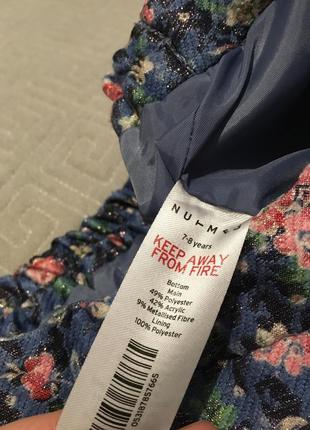 NUTMEG
7-8 years
KEEP AWAY
FROM FIRE
Bottom
Main
49% Polyester
42% Acrylic
9% Metallised Fibre
Lining
100% Polyester
053187857665